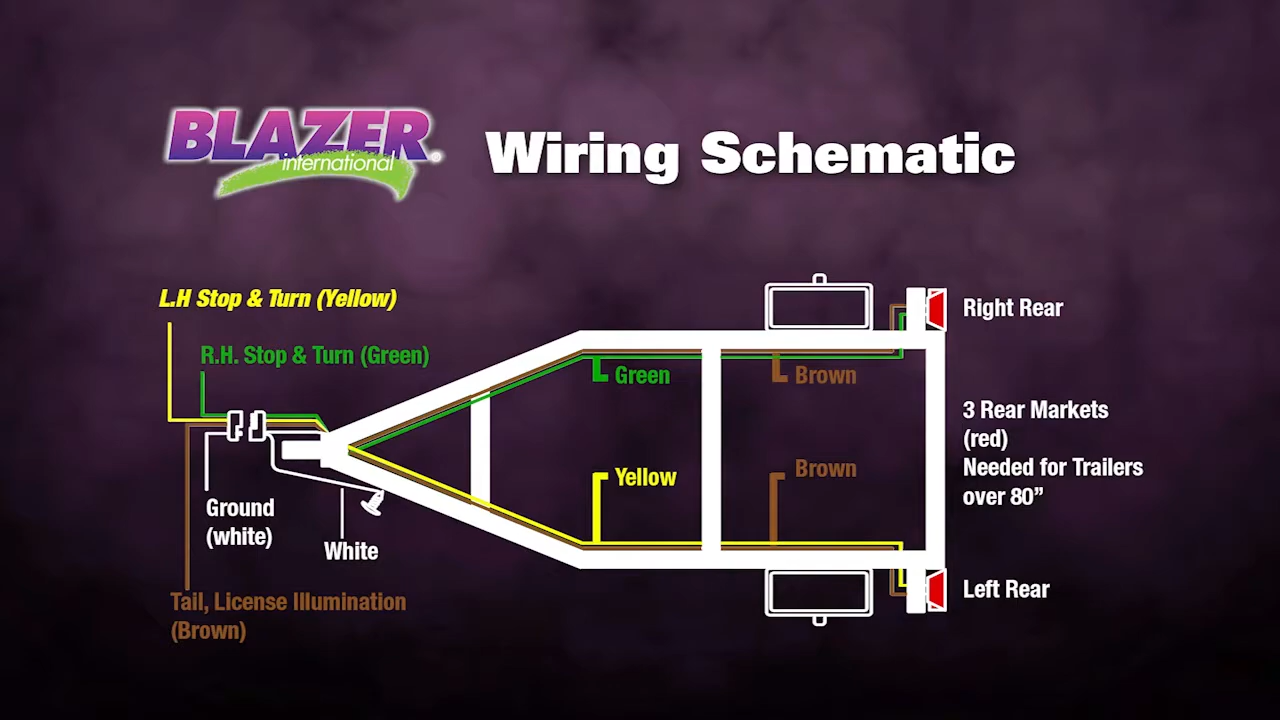 BLAZER
international®
Wiring Schematic
L.H Stop & Turn (Yellow)
R.H. Stop & Turn (Green)
Ground
(white)
White
Tail, License Illumination
(Brown)
Green
Brown
Yellow
Brown
Right Rear
3 Rear Markets
(red)
Needed for Trailers
over 80”
Left Rear